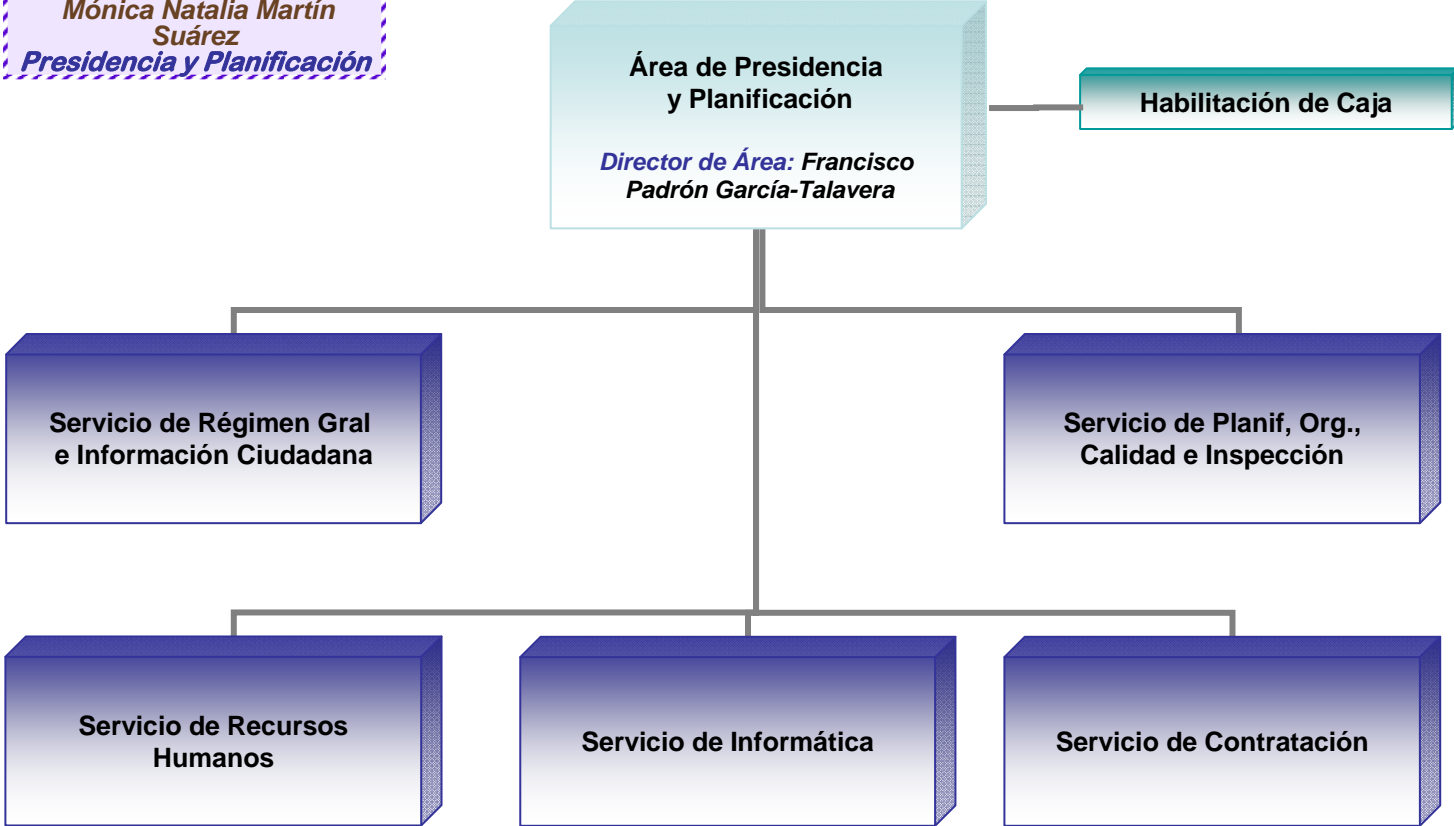 Mónica Natalia Martín
Suárez
Presidencia y Planificación
Área de Presidencia
y Planificación
Director de Área: Francisco
Padrón García-Talavera
Habilitación de Caja
Servicio de Régimen Gral
e Información Ciudadana
Servicio de Planif, Org.,
Calidad e Inspección
Servicio de Recursos
Humanos
Servicio de Informática
Servicio de Contratación